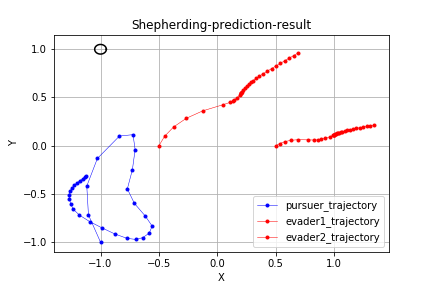 Shepherding-prediction-result
1.0
0.5
0.0
−0.5
−1.0
Y
pursuer_trajectory
evader1_trajectory
evader2_trajectory
−1.0 −0.5 0.0 0.5 1.0
X